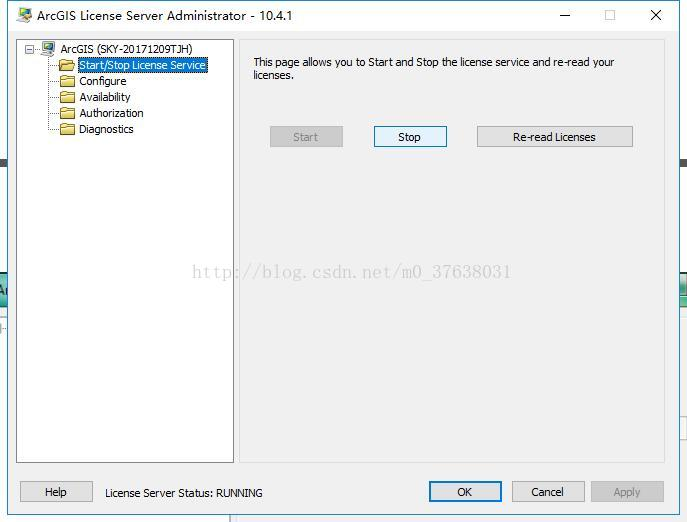 ArcGIS License Server Administrator - 10.4.1
ArcGIS (SKY-20171209TJH)
Start/Stop License Service
Configure
Availability
Authorization
Diagnostics
This page allows you to Start and Stop the license service and re-read your
licenses.
Start
Stop
Re-read Licenses
http://blog.csdn.net/m0_37638031
Help
License Server Status: RUNNING
OK
Cancel
Apply